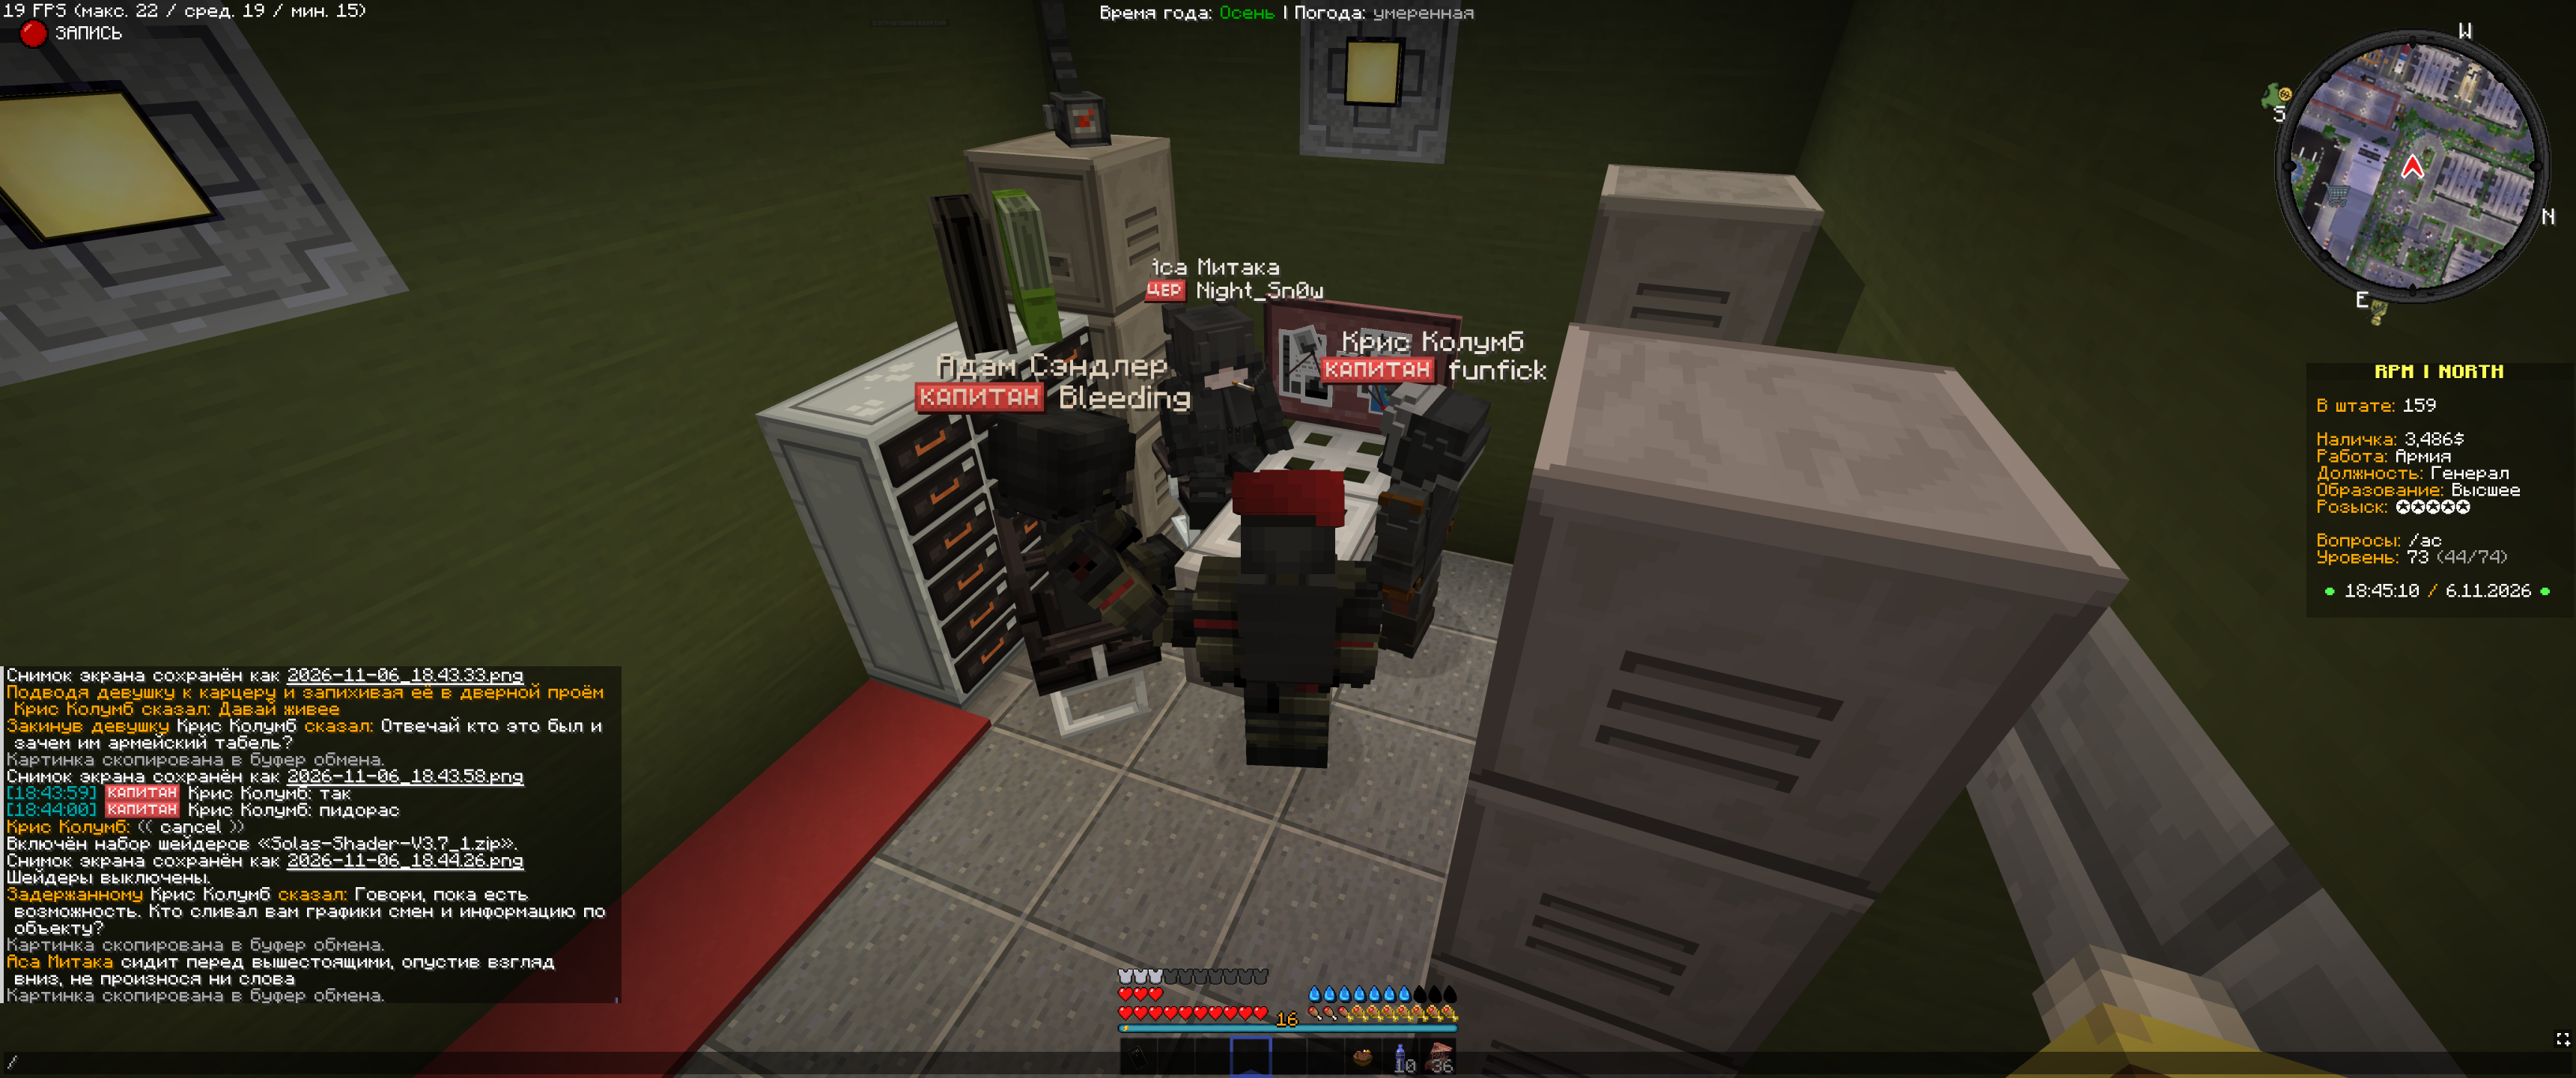 19 FPS (макс. 22 / сред. 19 / мин. 15)
ЗАПИСЬ
Время года: Осень | Погода: умеренная
W
S
N
E
са Митака
ЦЕР Night_Sn0w
Крис Колумб
КАПИТАН funfick
Адам Сэндлер
КАПИТАН Bleeding
RPM | NORTH
В штате: 159
Наличка: 3,486$
Работа: Армия
Должность: Генерал
Образование: Высшее
Розыск: ✪✪✪✪✪
Вопросы: /ac
Уровень: 73 (44/74)
18:45:10 / 6.11.2026
Снимок экрана сохранён как 2026-11-06_18.43.33.png
Подводя девушку к карцеру и запихивая её в дверной проём
Крис Колумб сказал: Давай живее
Закинув девушку Крис Колумб сказал: Отвечай кто это был и
зачем им армейский табель?
Картинка скопирована в буфер обмена.
Снимок экрана сохранён как 2026-11-06_18.43.58.png
[18:43:59] КАПИТАН Крис Колумб: так
[18:44:00] КАПИТАН Крис Колумб: пидорас
Крис Колумб: (( cancel ))
Включён набор шейдеров «Solas-Shader-V3.7_1.zip».
Снимок экрана сохранён как 2026-11-06_18.44.26.png
Шейдеры выключены.
Задержанному Крис Колумб сказал: Говори, пока есть
возможность. Кто сливал вам графики смен и информацию по
объекту?
Картинка скопирована в буфер обмена.
Аса Митака сидит перед вышестоящими, опустив взгляд
вниз, не произнося ни слова
Картинка скопирована в буфер обмена.
16
10
36
/